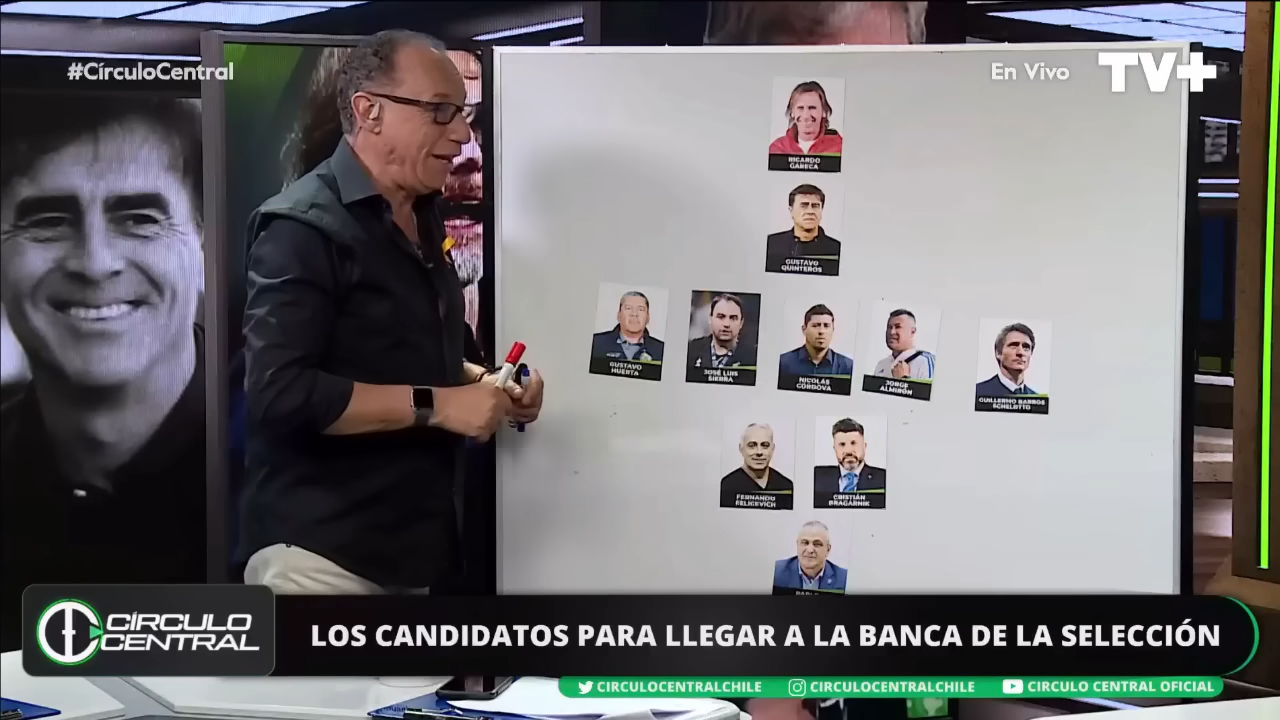 #CírculoCentral
En Vivo
TV+
RICARDO
GARECA
GUSTAVO
QUINTEROS
GUSTAVO
HUERTA
JOSÉ LUIS
SIERRA
NICOLÁS
CÓRDOVA
JORGE
ALMIRÓN
GUILLERMO BARROS
SCHELOTTO
FERNANDO
FELICEVICH
CRISTIÁN
BRAGARNIK
CÍRCULO
CENTRAL
LOS CANDIDATOS PARA LLEGAR A LA BANCA DE LA SELECCIÓN
CIRCULOCENTRALCHILE
CIRCULOCENTRALCHILE
CIRCULO CENTRAL OFICIAL